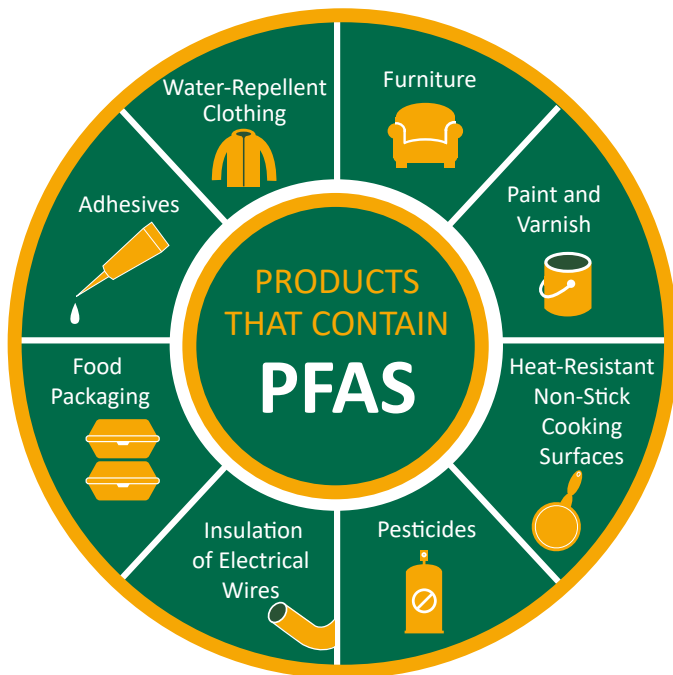 PRODUCTS
THAT CONTAIN
PFAS
Furniture
Paint and
Varnish
Heat-Resistant
Non-Stick
Cooking
Surfaces
Pesticides
Insulation
of Electrical
Wires
Food
Packaging
Adhesives
Water-Repellent
Clothing